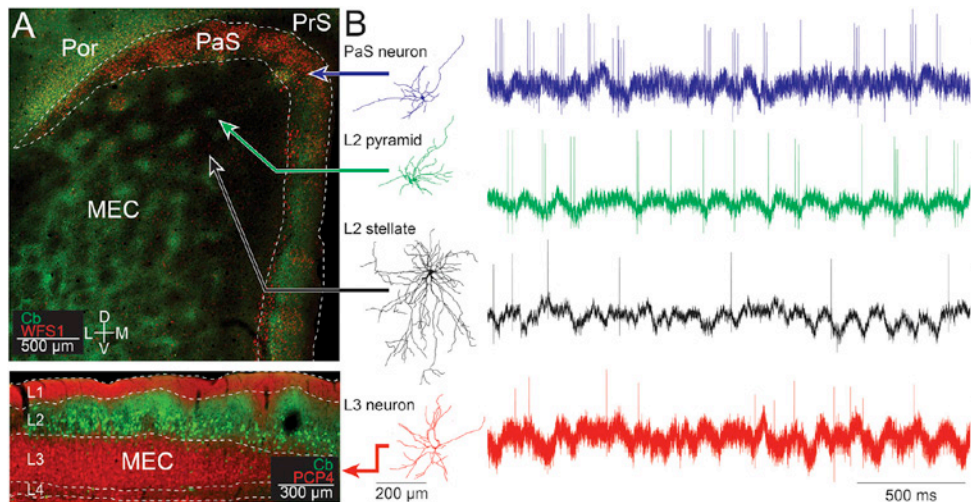 A
PrS
Por
PaS
MEC
Cb
WFS1
500 µm
D
L M
V
L1
L2
L3
MEC
L4
Cb
PCP4
300 µm
B
PaS neuron
L2 pyramid
L2 stellate
L3 neuron
200 µm
500 ms